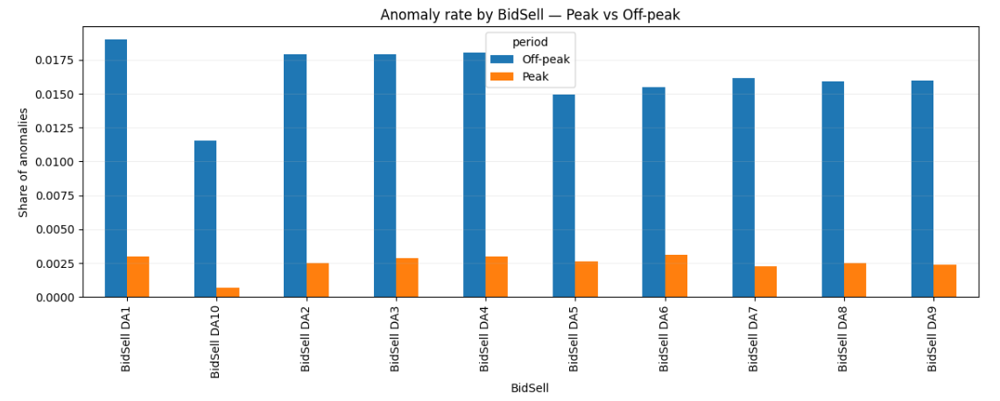 Anomaly rate by BidSell — Peak vs Off-peak
period
Off-peak
Peak
Share of anomalies
0.0175
0.0150
0.0125
0.0100
0.0075
0.0050
0.0025
0.0000
BidSell DA1
BidSell DA10
BidSell DA2
BidSell DA3
BidSell DA4
BidSell DA5
BidSell DA6
BidSell DA7
BidSell DA8
BidSell DA9
BidSell